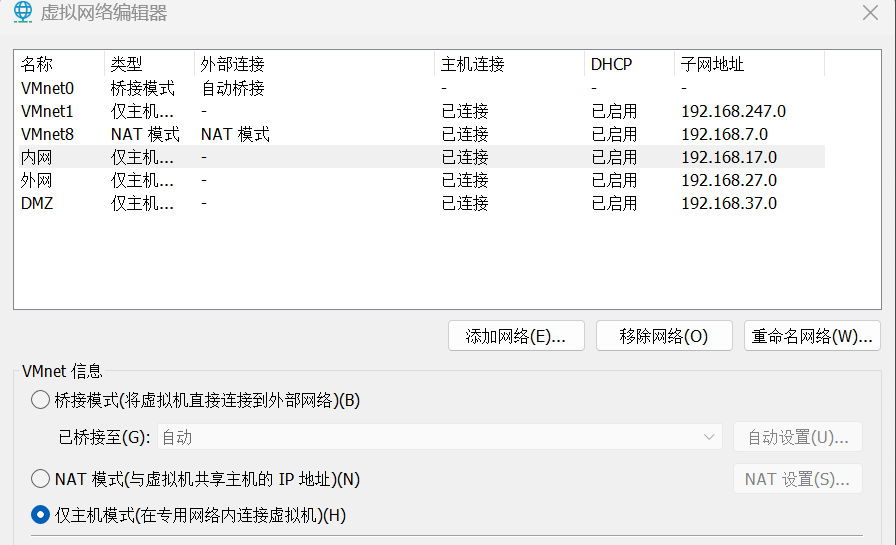 虚拟网络编辑器
名称 类型 外部连接 主机连接 DHCP 子网地址
VMnet0 桥接模式 自动桥接 - - -
VMnet1 仅主机... - 已连接 已启用 192.168.247.0
VMnet8 NAT 模式 NAT 模式 已连接 已启用 192.168.7.0
内网 仅主机... - 已连接 已启用 192.168.17.0
外网 仅主机... - 已连接 已启用 192.168.27.0
DMZ 仅主机... - 已连接 已启用 192.168.37.0
添加网络(E)... 移除网络(O) 重命名网络(W)...
VMnet 信息
桥接模式(将虚拟机直接连接到外部网络)(B)
已桥接至(G): 自动 自动设置(U)...
NAT 模式(与虚拟机共享主机的 IP 地址)(N) NAT 设置(S)...
仅主机模式(在专用网络内连接虚拟机)(H)